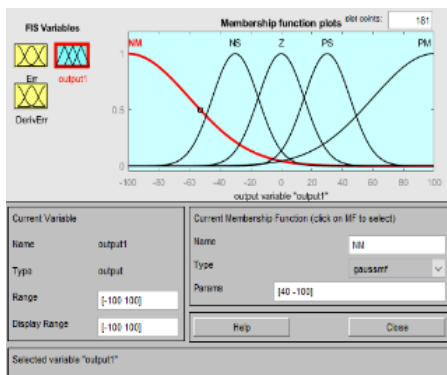 FIS Variables
Membership function plots plot points: 181
Err
output1
DerivErr
NM NS Z PS PM
1
0.5
0
-100 -80 -60 -40 -20 0 20 40 60 80 100
output variable "output1"
Current Variable
Name output1
Type output
Range [-100 100]
Display Range [-100 100]
Current Membership Function (click on MF to select)
Name NM
Type gaussmf
Params [40 -100]
Help Close
Selected variable "output1"